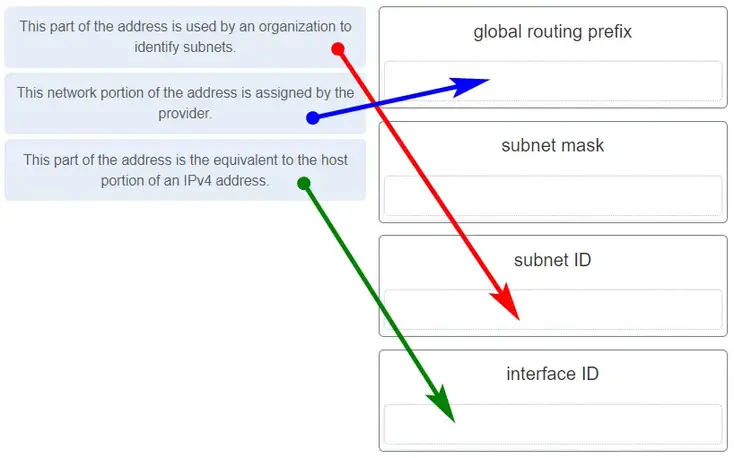 This part of the address is used by an organization to
identify subnets.
This network portion of the address is assigned by the
provider.
This part of the address is the equivalent to the host
portion of an IPv4 address.
global routing prefix
subnet mask
subnet ID
interface ID